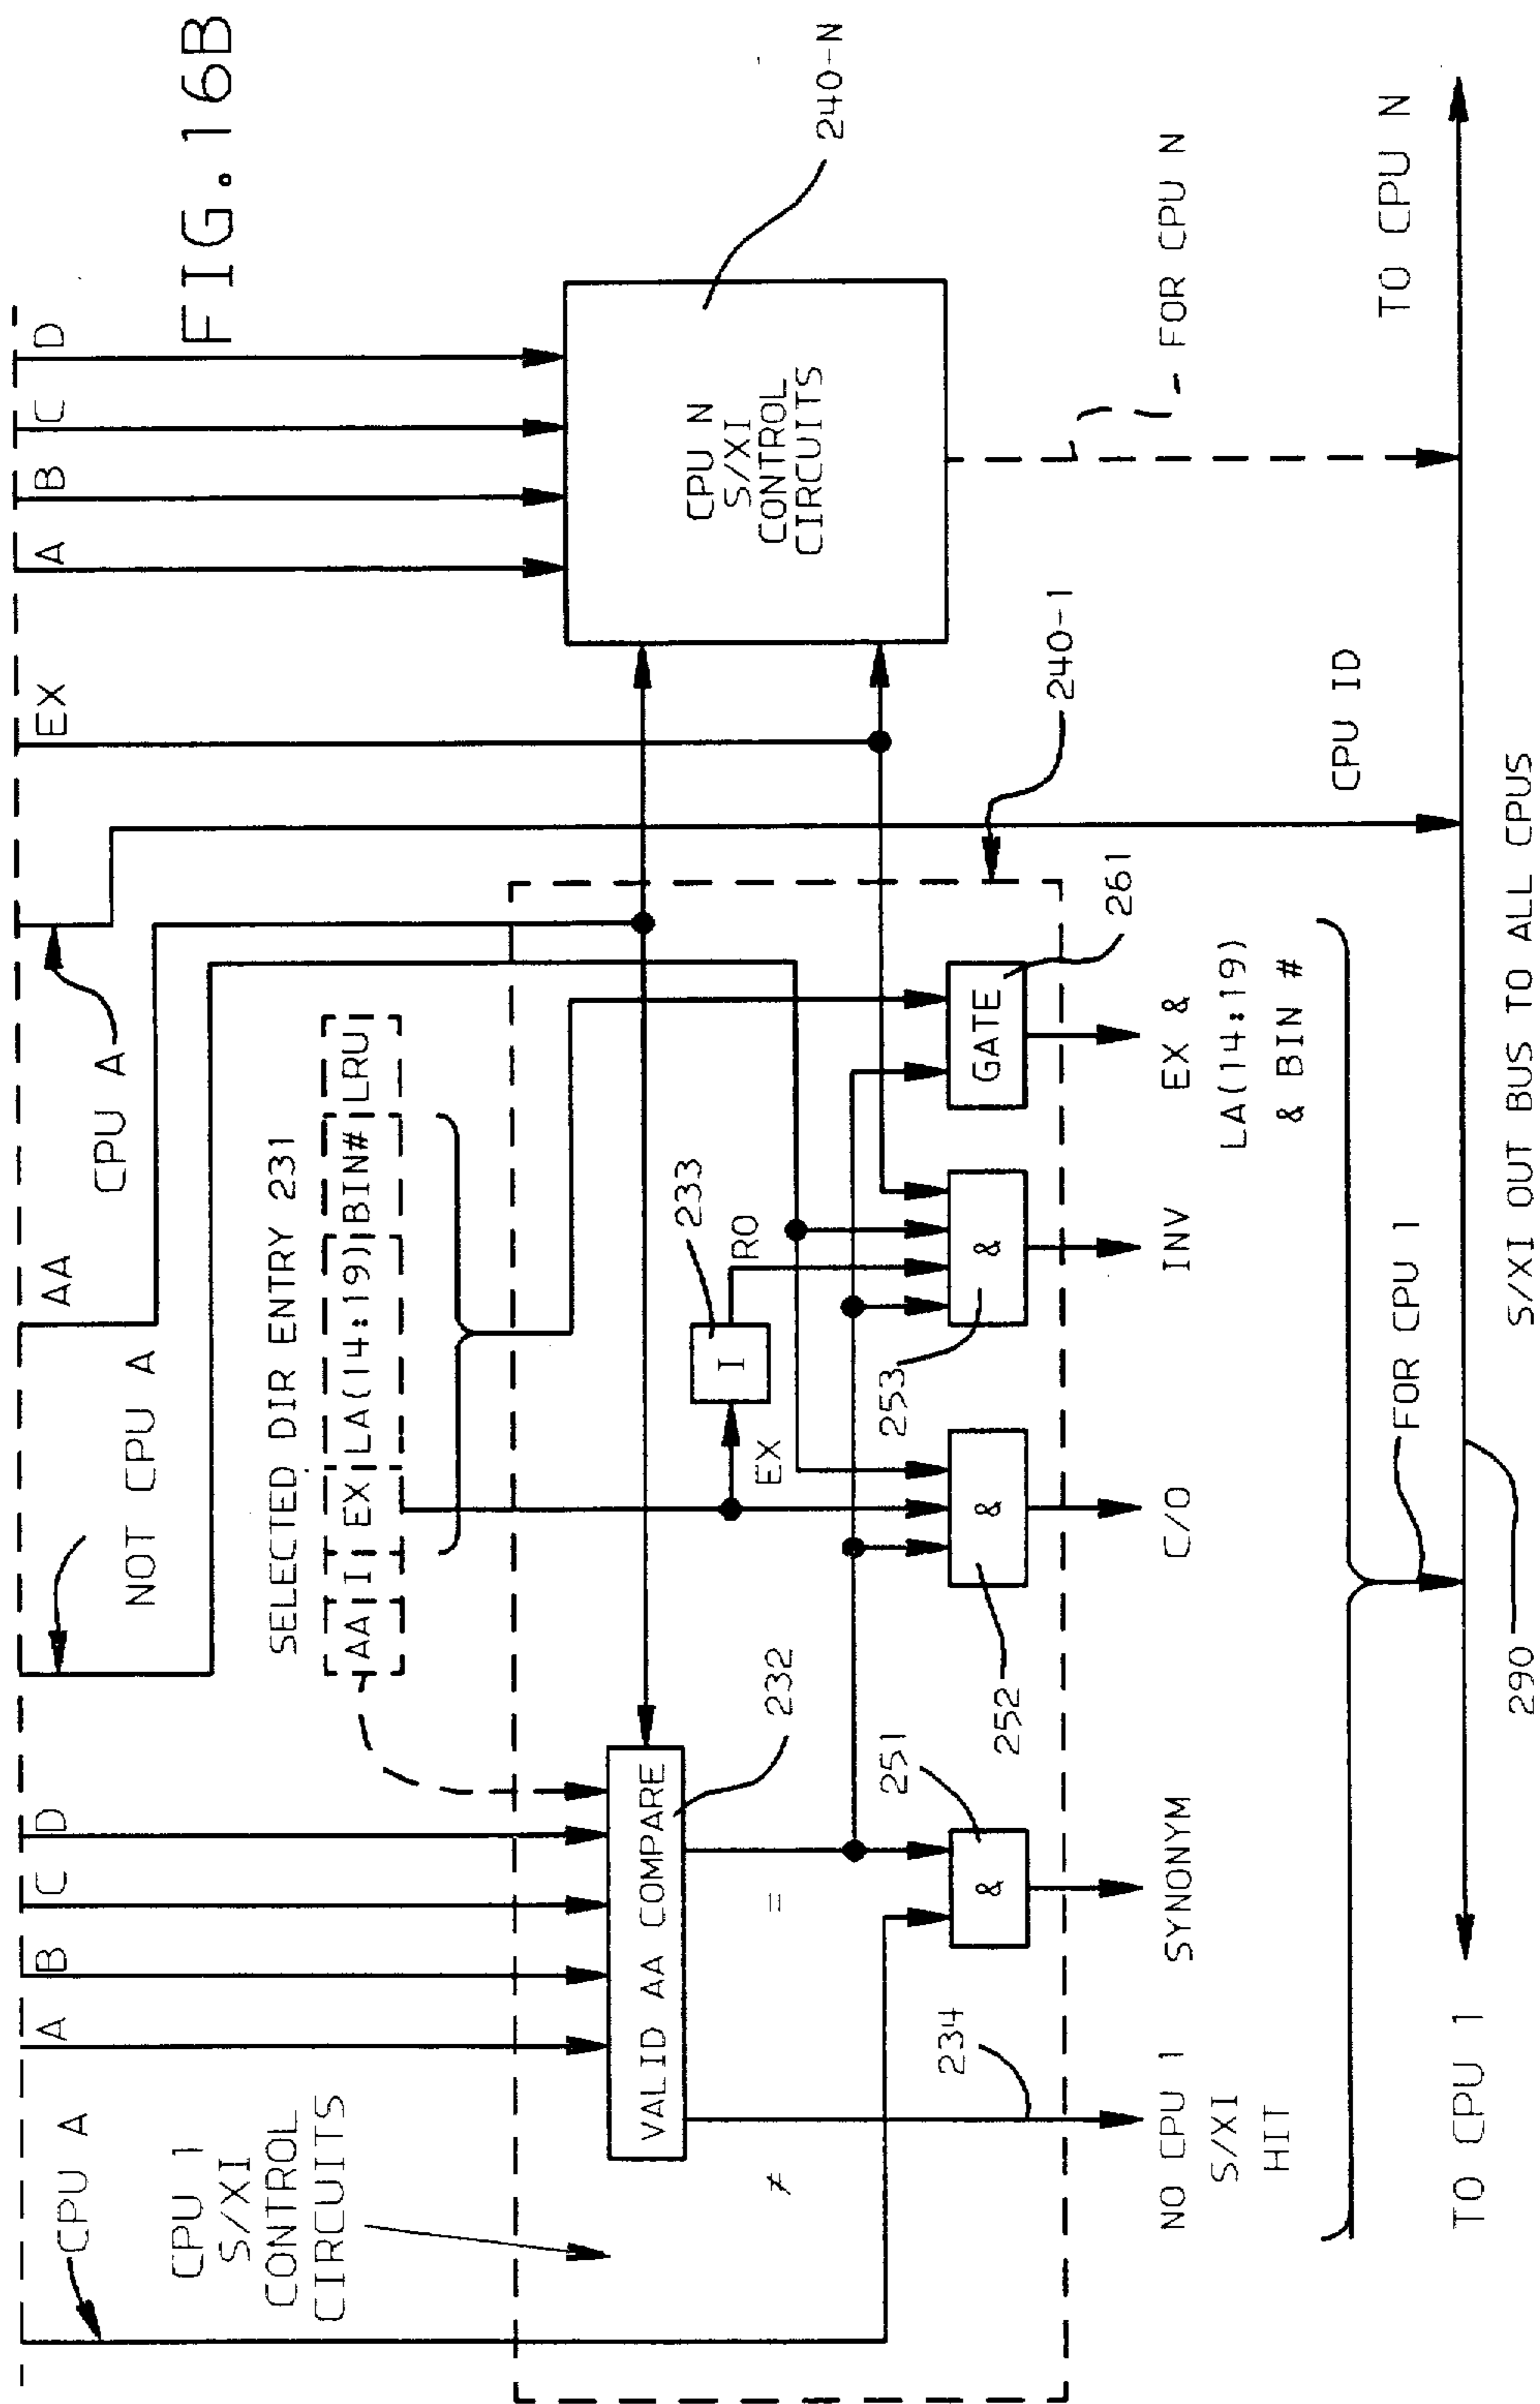 FIG. 16B
CPU A
A
B
C
D
NOT CPU A
AA
CPU A
EX
A
B
C
D
CPU 1
S/XI
CONTROL
CIRCUITS
SELECTED DIR ENTRY 231
AA I EX LA(14:19) BIN# LRU
VALID AA COMPARE
232
≠
=
EX
I
233
RO
CPU N
S/XI
CONTROL
CIRCUITS
240-N
234
251
&
252
&
253
&
GATE
261
240-1
NO CPU 1
S/XI
HIT
SYNONYM
C/O
INV
EX &
LA(14:19)
& BIN #
CPU ID
FOR CPU N
FOR CPU 1
TO CPU 1
TO CPU N
290
S/XI OUT BUS TO ALL CPUS